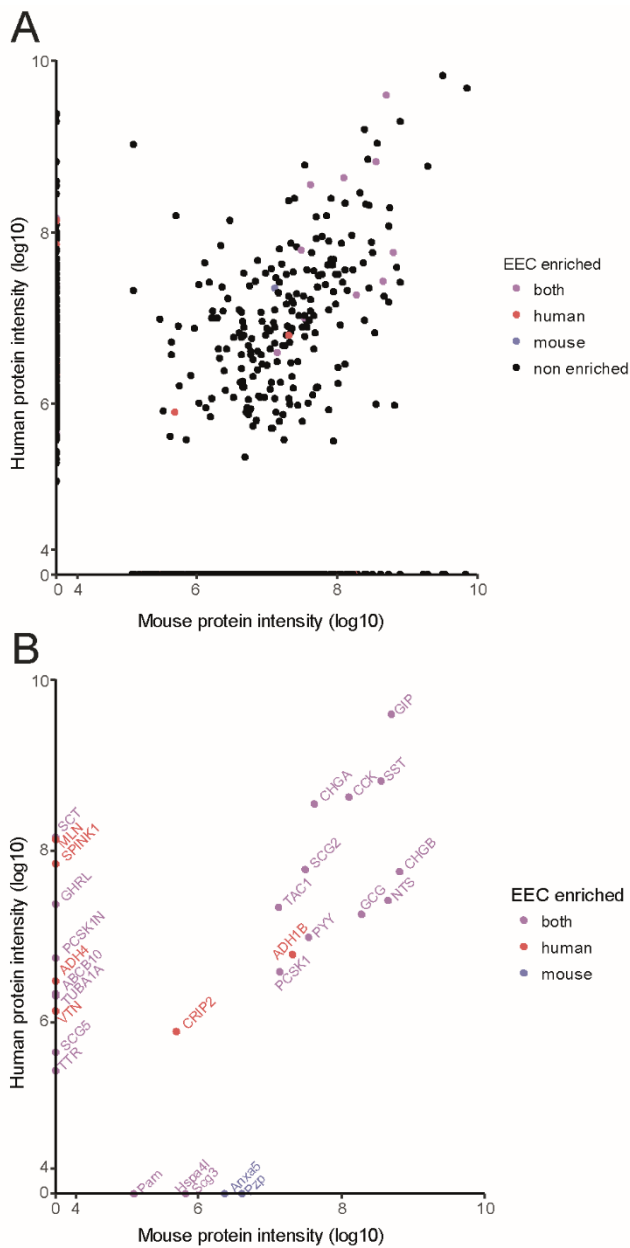 A
Human protein intensity (log10)
10
8
6
4
0
0 4 6 8 10
Mouse protein intensity (log10)
EEC enriched
both
human
mouse
non enriched
B
Human protein intensity (log10)
10
8
6
4
0
GIP
SST
CCK
CHGA
SCT
MLN
SPINK1
SCG2
CHGB
GHRL
TAC1
GCG
NTS
PYY
PCSK1N
ADH1B
PCSK1
ADH4
ABCB10
TUBA1A
VTN
CRIP2
SCG5
TTR
Pam
Hspa4l
Scg3
Anxa5
Pzp
0 4 6 8 10
Mouse protein intensity (log10)
EEC enriched
both
human
mouse